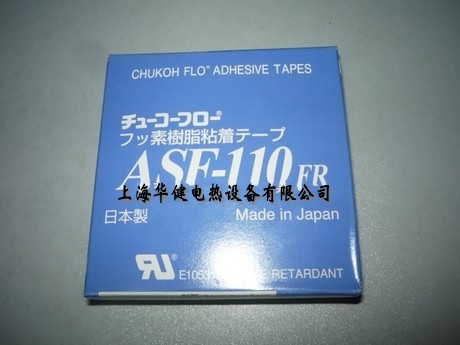 CHUKOH FLO® ADHESIVE TAPES
チューコーフロー®
フッ素樹脂粘着テープ
ASF-110 FR
上海华健电热设备有限公司
日本製 Made in Japan
RETARDANT